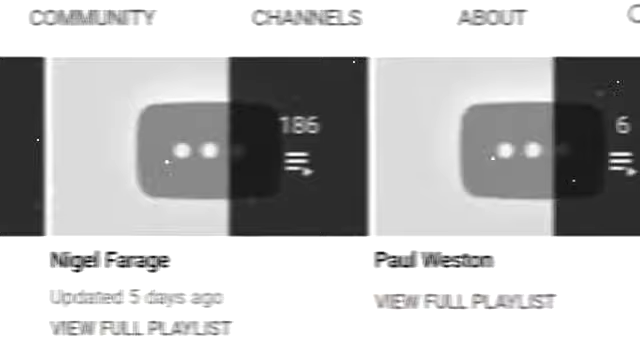 COMMUNITY CHANNELS ABOUT
186 6
Nigel Farage Paul Weston
Updated 5 days ago
VIEW FULL PLAYLIST VIEW FULL PLAYLIST